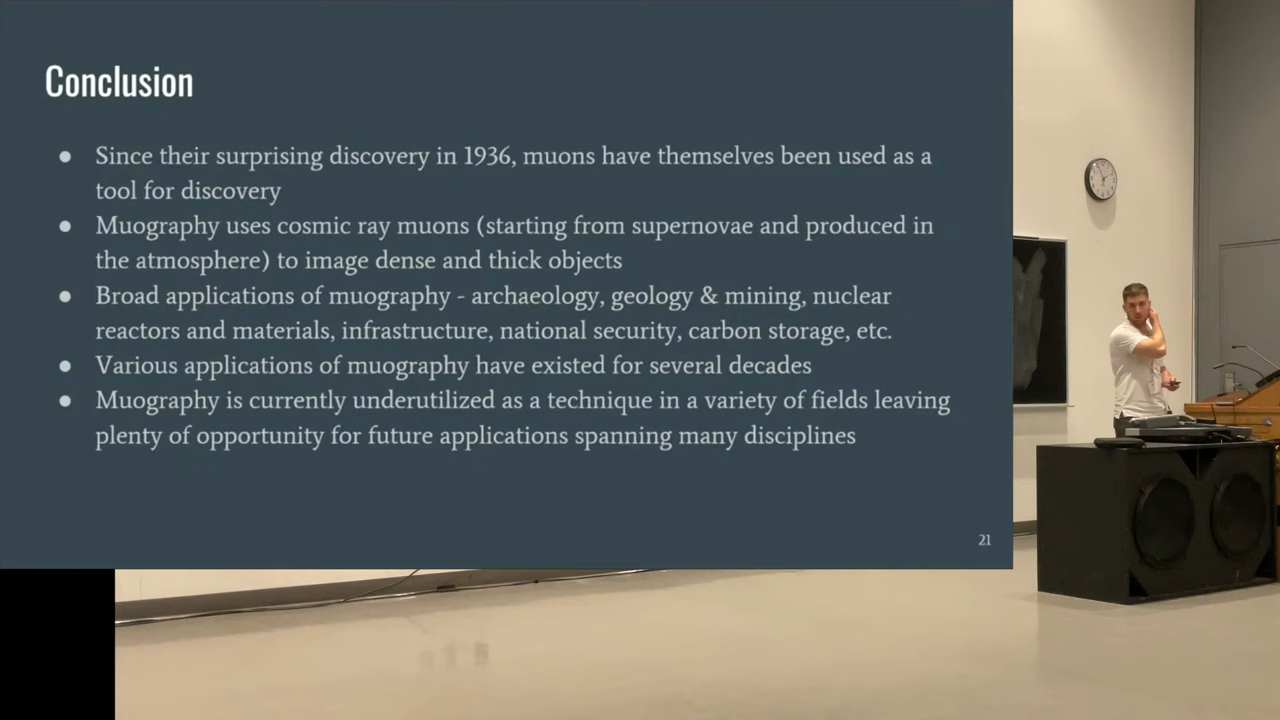 Conclusion
● Since their surprising discovery in 1936, muons have themselves been used as a
tool for discovery
● Muography uses cosmic ray muons (starting from supernovae and produced in
the atmosphere) to image dense and thick objects
● Broad applications of muography - archaeology, geology & mining, nuclear
reactors and materials, infrastructure, national security, carbon storage, etc.
● Various applications of muography have existed for several decades
● Muography is currently underutilized as a technique in a variety of fields leaving
plenty of opportunity for future applications spanning many disciplines
21